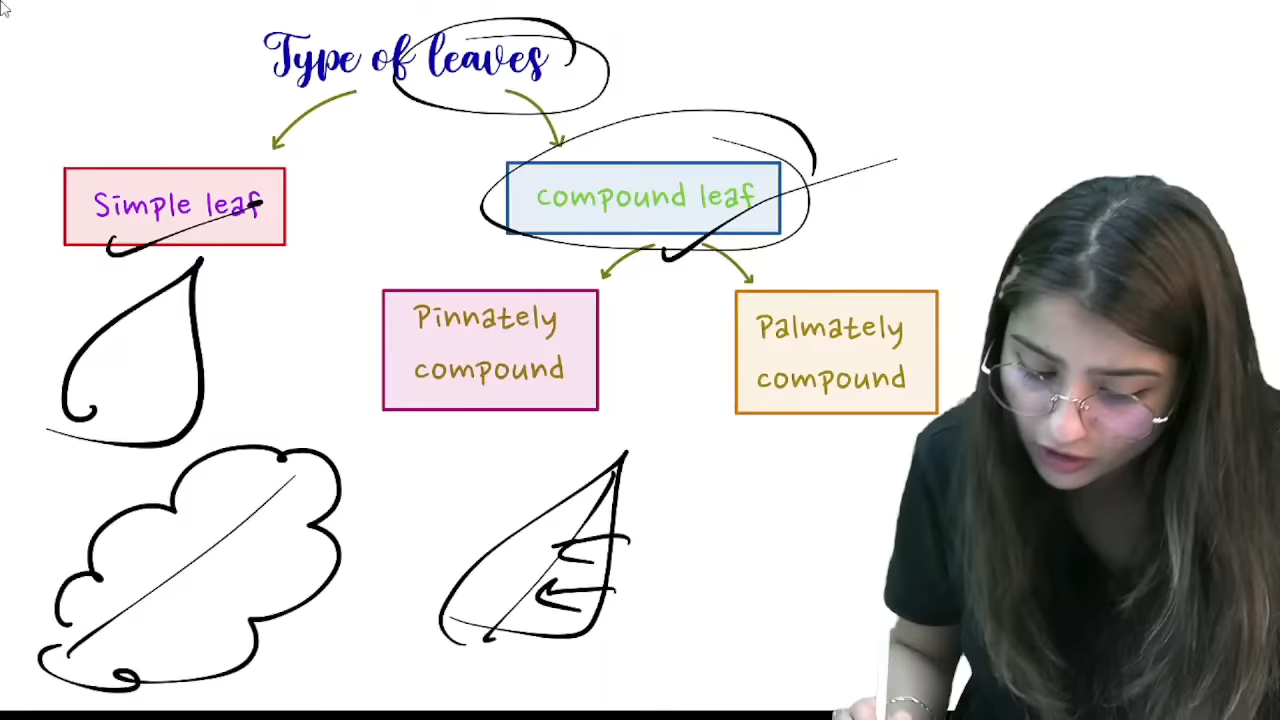 Type of leaves
Simple leaf
compound leaf
Pinnately
compound
Palmately
compound